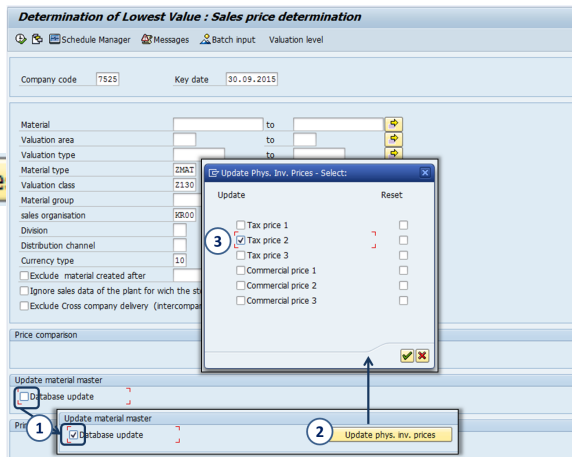 Determination of Lowest Value : Sales price determination
Schedule Manager Messages Batch input Valuation level
Company code 7525 Key date 30.09.2015
Material to
Valuation area to
Valuation type to
Material type ZMAT
Valuation class Z130
Material group
sales organisation KR00
Division
Distribution channel
Currency type 10
Exclude material created after
Ignore sales data of the plant for wich the st
Exclude Cross company delivery (intercompa
Update Phys. Inv. Prices - Select:
Update Reset
Tax price 1
3 Tax price 2
Tax price 3
Commercial price 1
Commercial price 2
Commercial price 3
Price comparison
Update material master
Database update
1
Update material master
Database update
2 Update phys. inv. prices